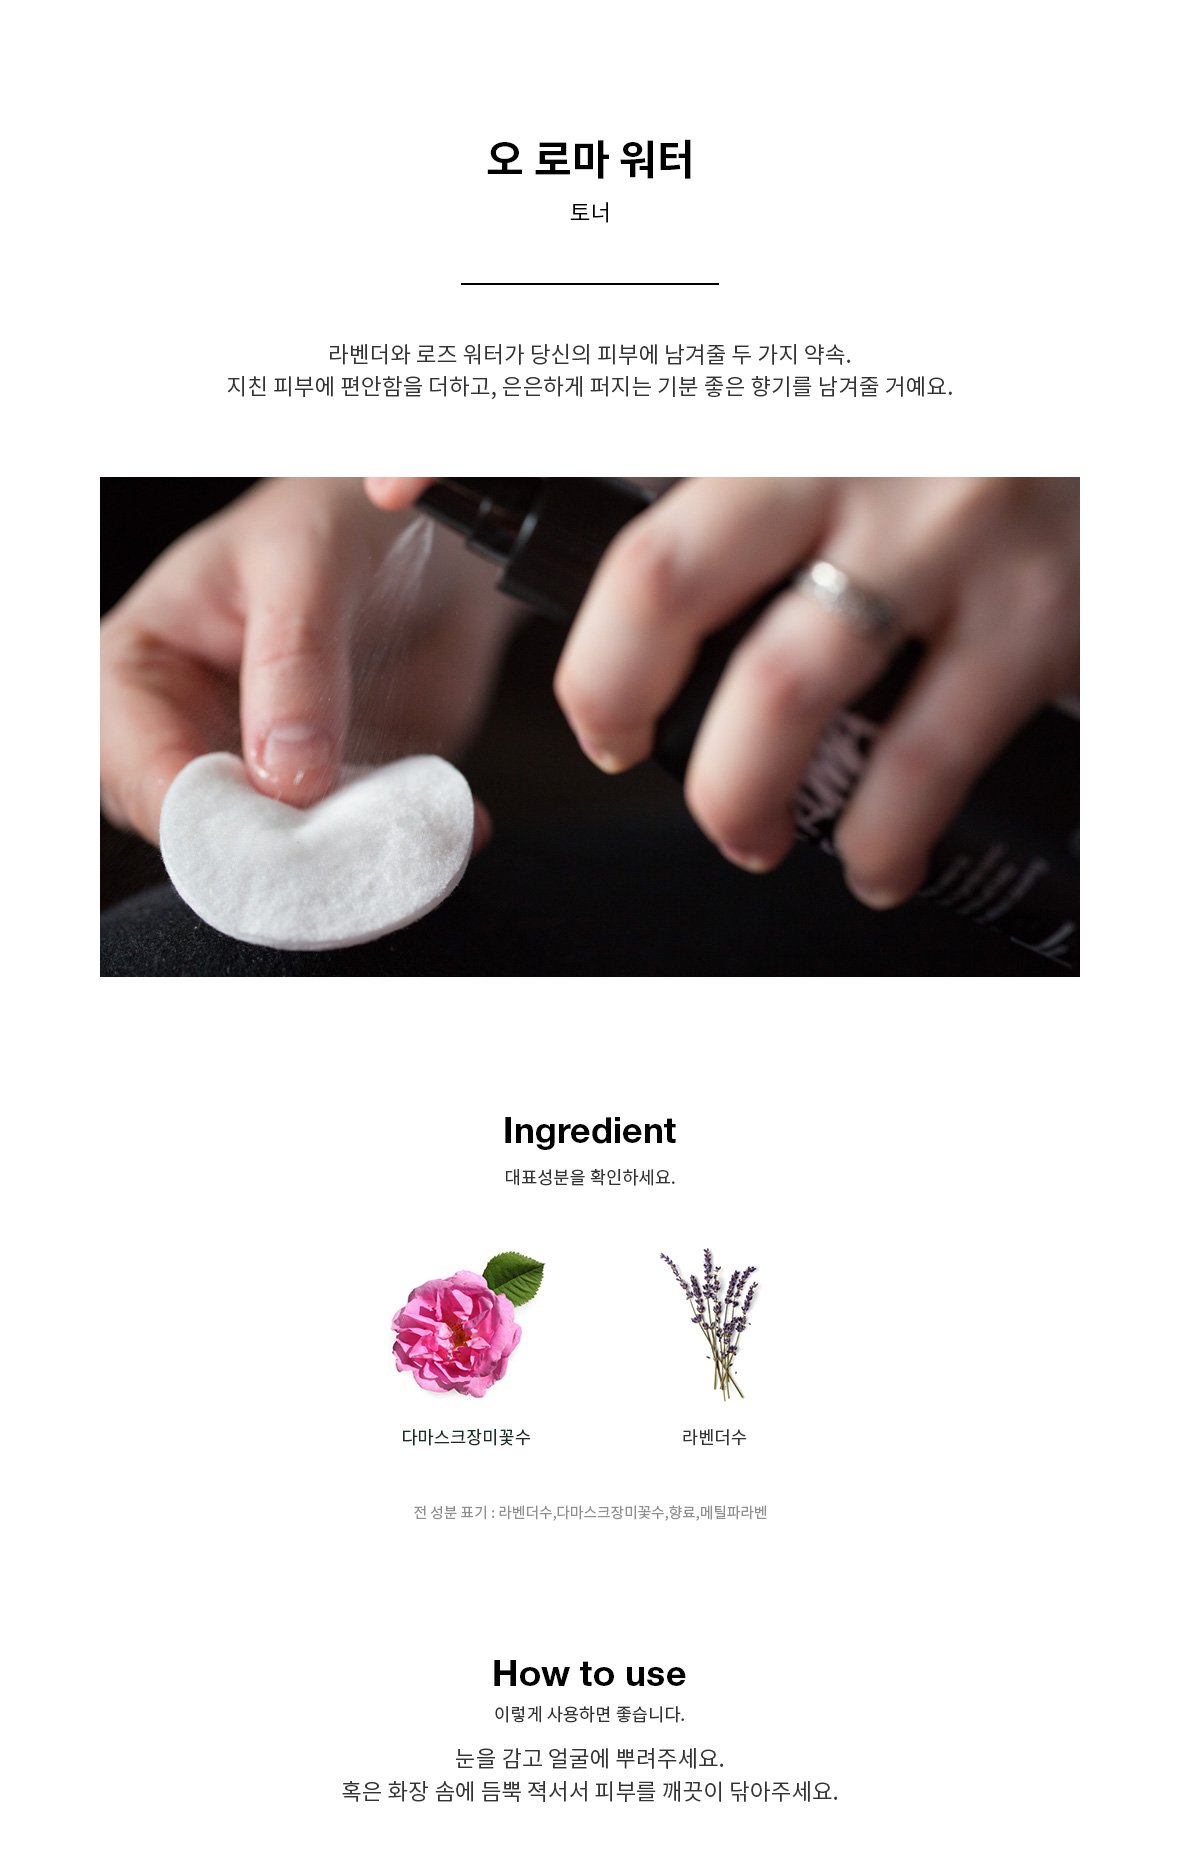 오 로마 워터
토너
라벤더와 로즈 워터가 당신의 피부에 남겨줄 두 가지 약속.
지친 피부에 편안함을 더하고, 은은하게 퍼지는 기분 좋은 향기를 남겨줄 거예요.
Ingredient
대표성분을 확인하세요.
다마스크장미꽃수
라벤더수
전 성분 표기 : 라벤더수,다마스크장미꽃수,향료,메틸파라벤
How to use
이렇게 사용하면 좋습니다.
눈을 감고 얼굴에 뿌려주세요.
혹은 화장 솜에 듬뿍 젹셔서 피부를 깨끗이 닦아주세요.